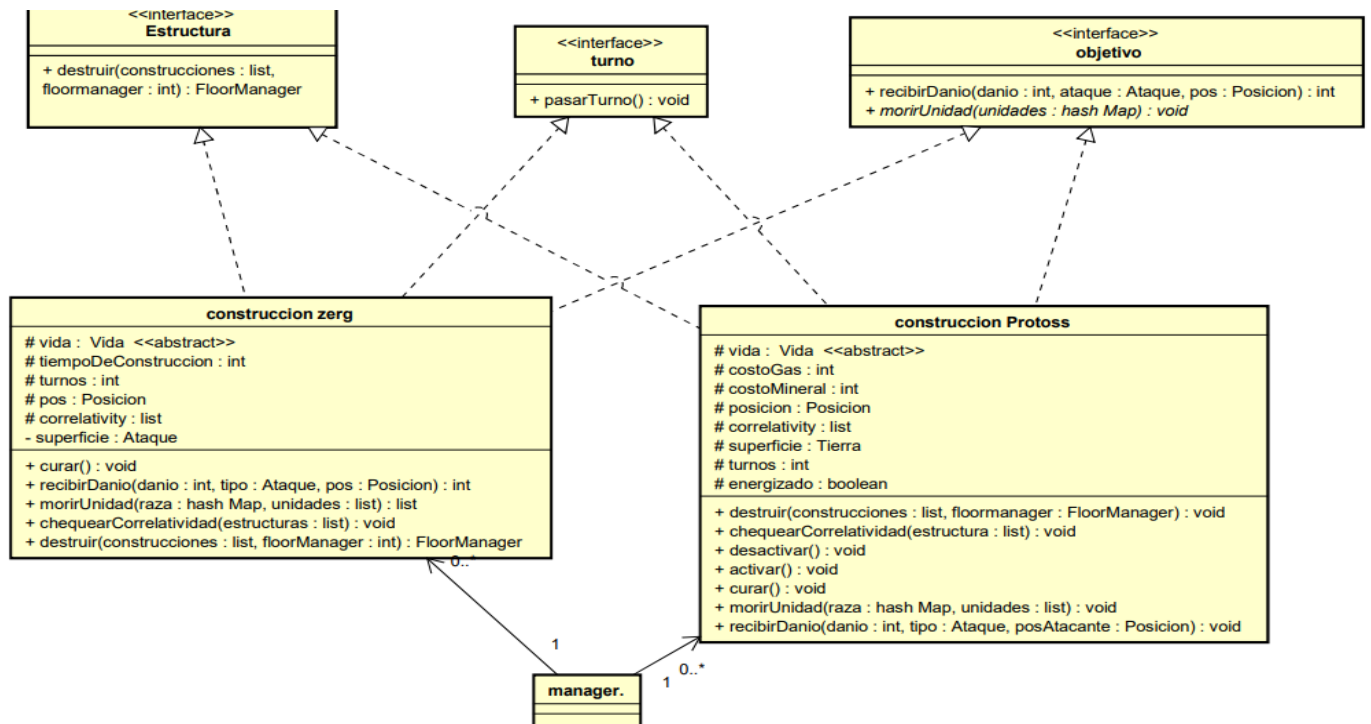 <<interface>>
Estructura
+ destruir(construcciones : list,
floormanager : int) : FloorManager
<<interface>>
turno
+ pasarTurno() : void
<<interface>>
objetivo
+ recibirDanio(danio : int, ataque : Ataque, pos : Posicion) : int
+ morirUnidad(unidades : hash Map) : void
construccion zerg
# vida : Vida <<abstract>>
# tiempoDeConstruccion : int
# turnos : int
# pos : Posicion
# correlativity : list
- superficie : Ataque
+ curar() : void
+ recibirDanio(danio : int, tipo : Ataque, pos : Posicion) : int
+ morirUnidad(raza : hash Map, unidades : list) : list
+ chequearCorrelatividad(estructuras : list) : void
+ destruir(construcciones : list, floorManager : int) : FloorManager
construccion Protoss
# vida : Vida <<abstract>>
# costoGas : int
# costoMineral : int
# posicion : Posicion
# correlativity : list
# superficie : Tierra
# turnos : int
# energizado : boolean
+ destruir(construcciones : list, floormanager : FloorManager) : void
+ chequearCorrelatividad(estructura : list) : void
+ desactivar() : void
+ activar() : void
+ curar() : void
+ morirUnidad(raza : hash Map, unidades : list) : void
+ recibirDanio(danio : int, tipo : Ataque, posAtacante : Posicion) : void
0..*
1
0..*
1
manager.